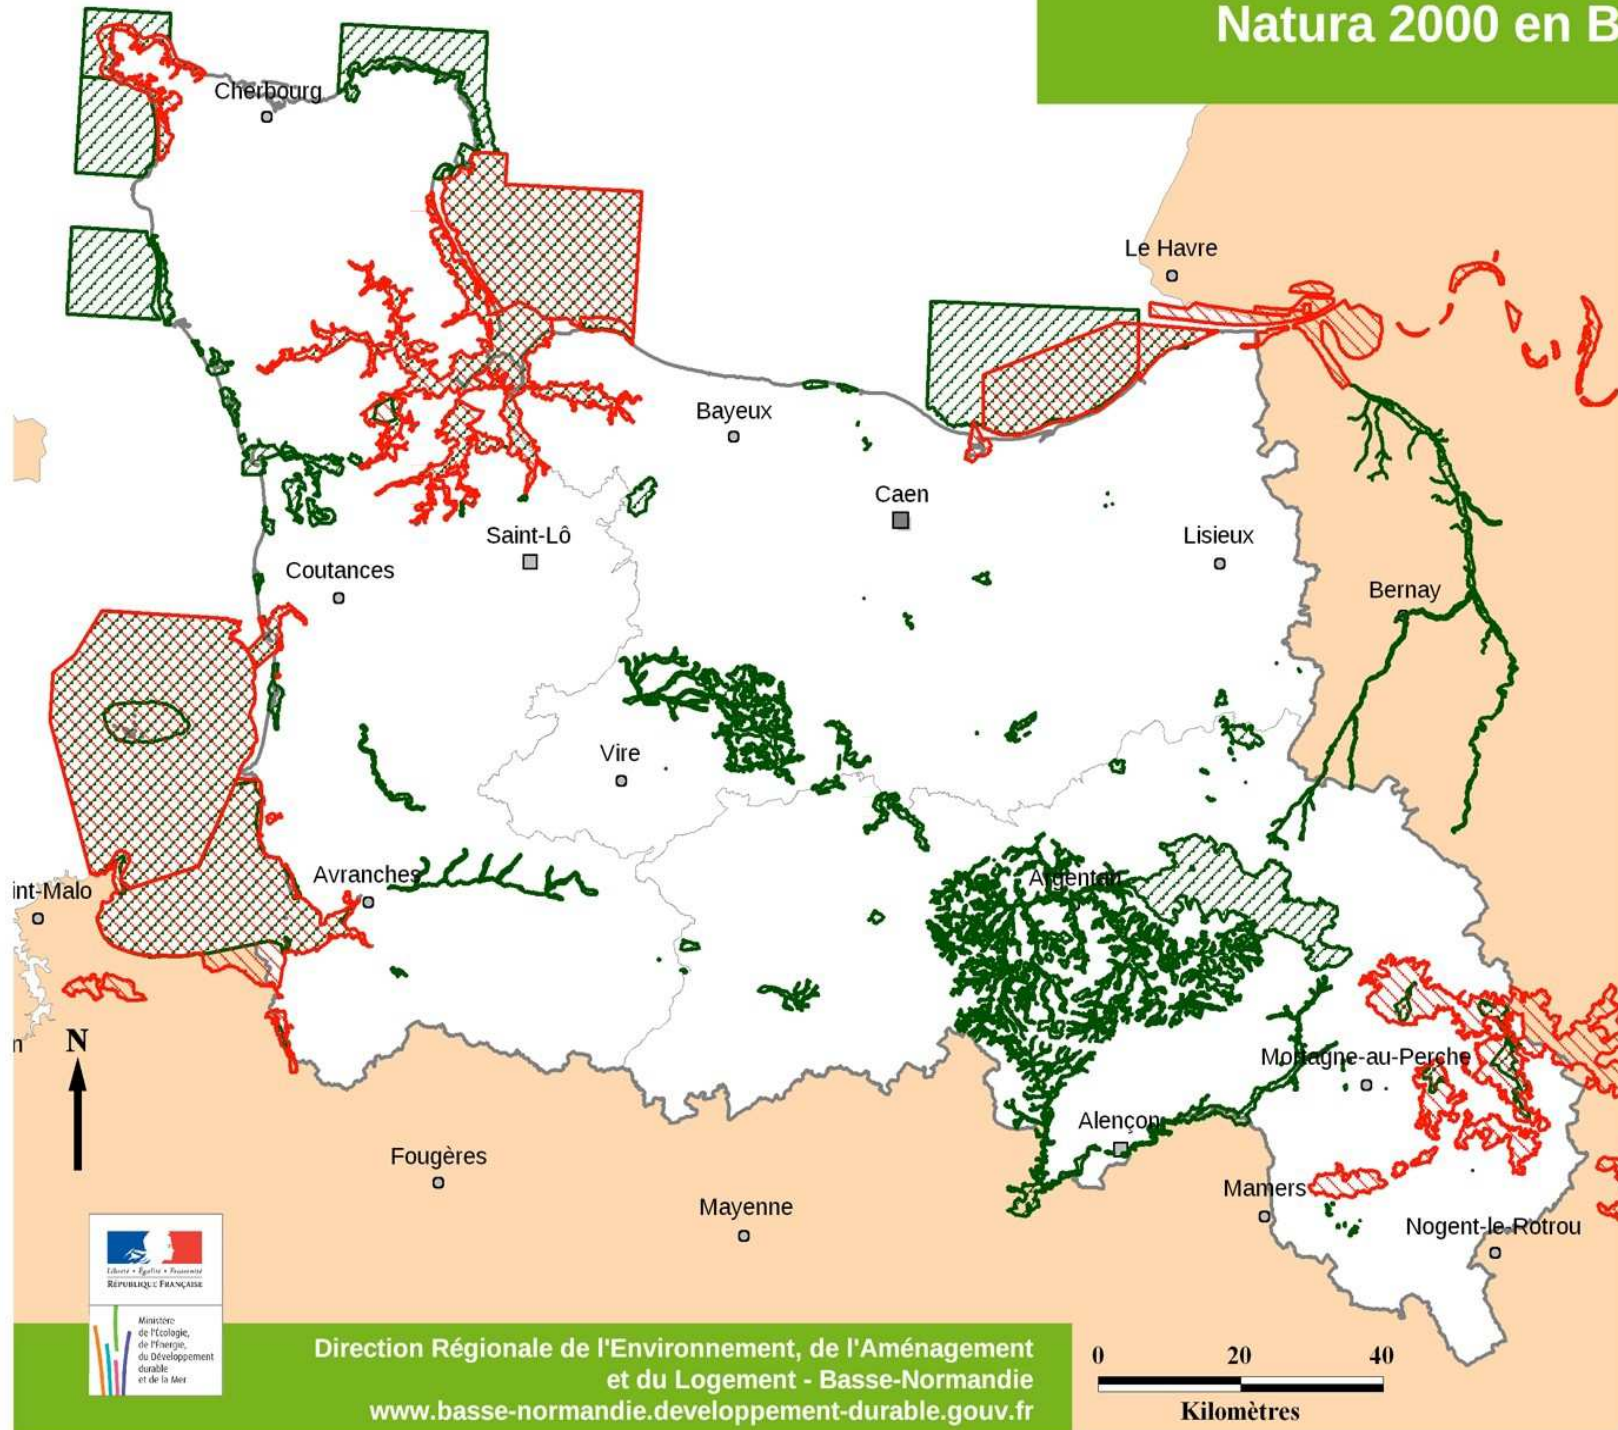 Natura 2000 en B
Cherbourg
Le Havre
Bayeux
Caen
Saint-Lô
Lisieux
Coutances
Bernay
Vire
Argentan
Avranches
int-Malo
n
N
Mortagne-au-Perche
Alençon
Fougères
Mamers
Mayenne
Nogent-le-Rotrou
Liberté • Égalité • Fraternité
RÉPUBLIQUE FRANÇAISE
Ministère
de l'Écologie,
de l'Énergie,
du Développement
durable
et de la Mer
Direction Régionale de l'Environnement, de l'Aménagement
et du Logement - Basse-Normandie
www.basse-normandie.developpement-durable.gouv.fr
0 20 40
Kilomètres